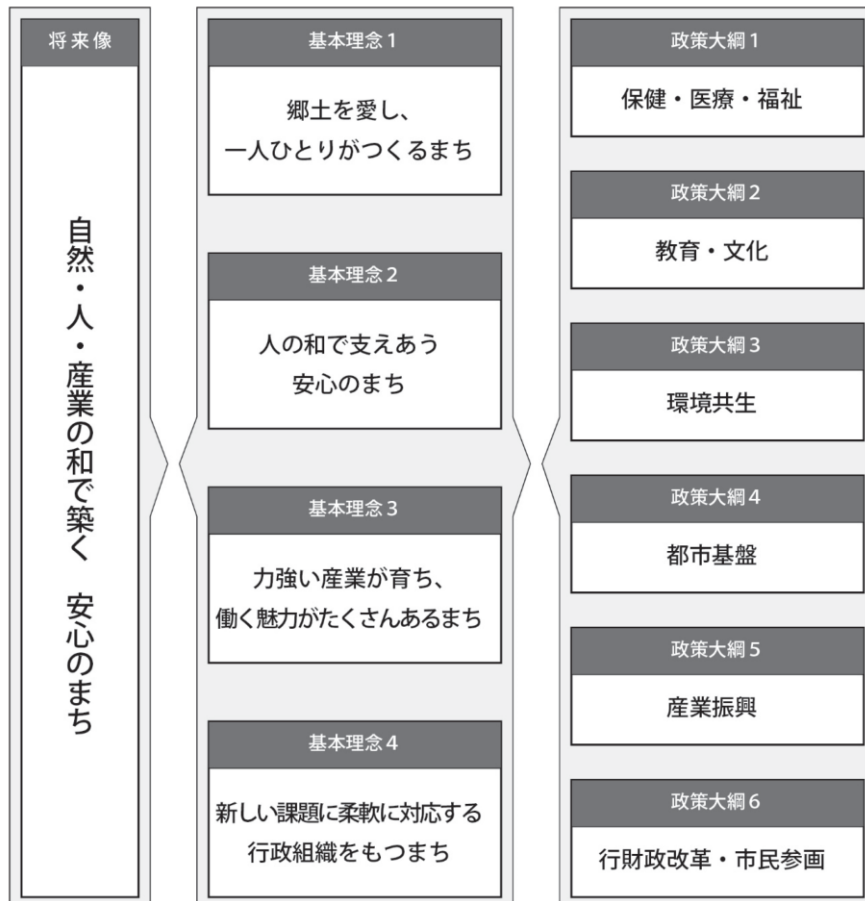 将来像
自然・人・産業の和で築く　安心のまち
基本理念1
郷土を愛し、
一人ひとりがつくるまち
基本理念2
人の和で支えあう
安心のまち
基本理念3
力強い産業が育ち、
働く魅力がたくさんあるまち
基本理念4
新しい課題に柔軟に対応する
行政組織をもつまち
政策大綱1
保健・医療・福祉
政策大綱2
教育・文化
政策大綱3
環境共生
政策大綱4
都市基盤
政策大綱5
産業振興
政策大綱6
行財政改革・市民参画